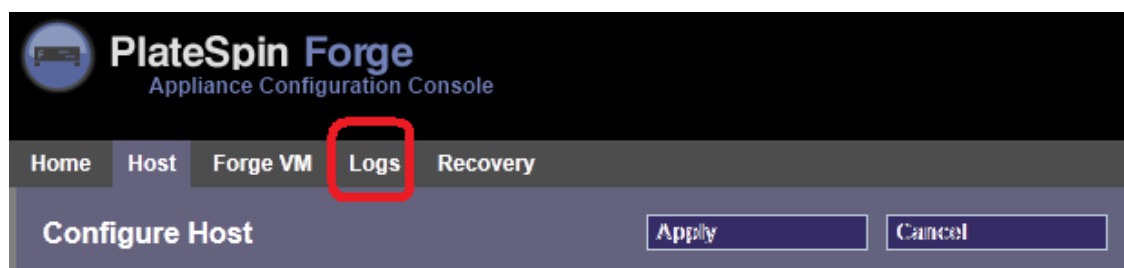 PlateSpin Forge
Appliance Configuration Console
Home Host Forge VM Logs Recovery
Configure Host Apply Cancel